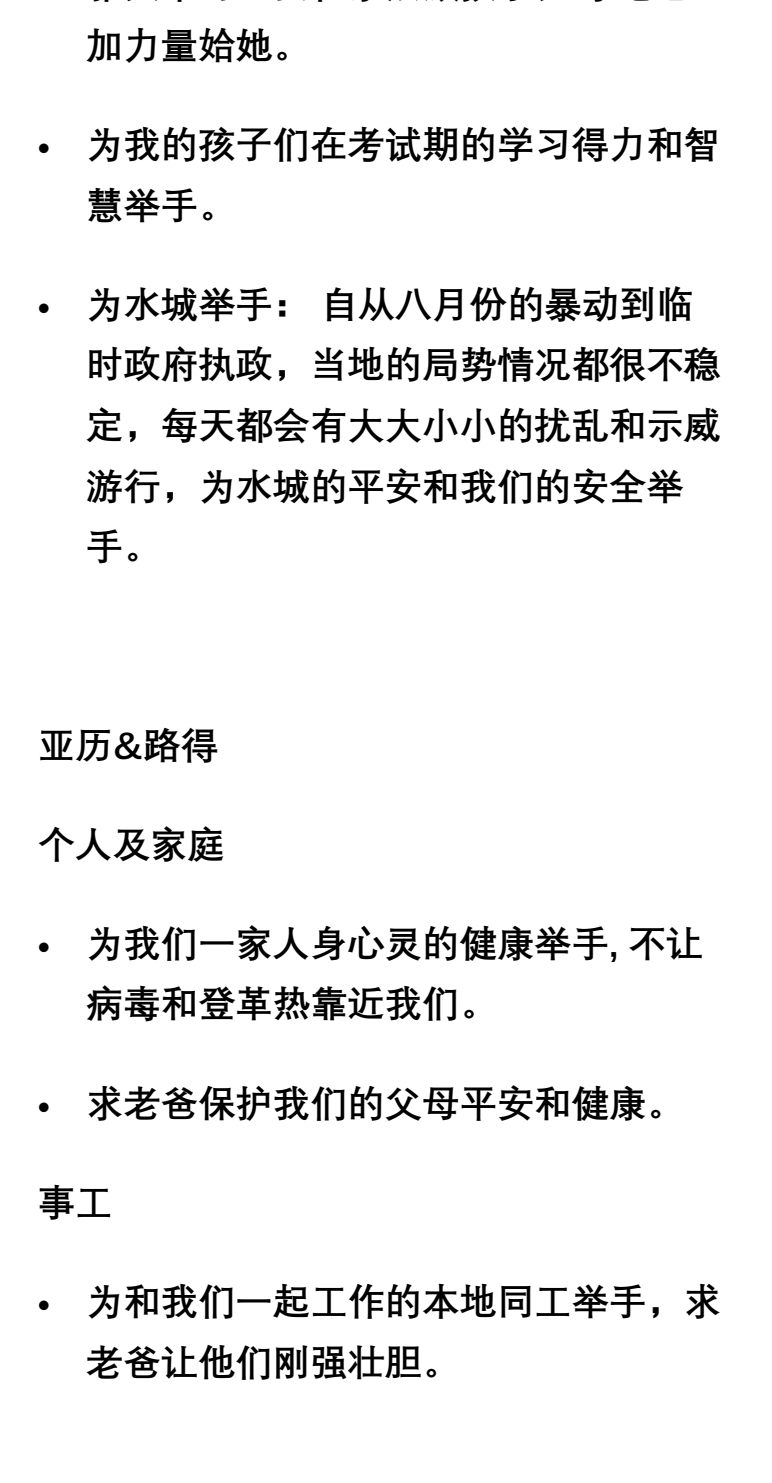 加力量始她。
• 为我的孩子们在考试期的学习得力和智
慧举手。
• 为水城举手： 自从八月份的暴动到临
时政府执政，当地的局势情况都很不稳
定，每天都会有大大小小的扰乱和示威
游行，为水城的平安和我们的安全举
手。
亚历&路得
个人及家庭
• 为我们一家人身心灵的健康举手, 不让
病毒和登革热靠近我们。
• 求老爸保护我们的父母平安和健康。
事工
• 为和我们一起工作的本地同工举手，求
老爸让他们刚强壮胆。